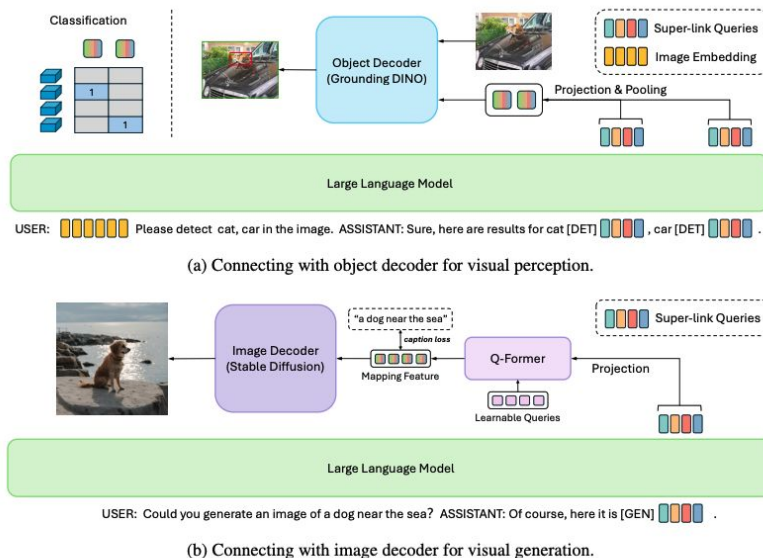 Classification
1
1
Object Decoder
(Grounding DINO)
Super-link Queries
Image Embedding
Projection & Pooling
Large Language Model
USER: Please detect cat, car in the image. ASSISTANT: Sure, here are results for cat [DET] , car [DET] .
(a) Connecting with object decoder for visual perception.
Image Decoder
(Stable Diffusion)
"a dog near the sea"
caption loss
Mapping Feature
Q-Former
Learnable Queries
Super-link Queries
Projection
Large Language Model
USER: Could you generate an image of a dog near the sea? ASSISTANT: Of course, here it is [GEN] .
(b) Connecting with image decoder for visual generation.